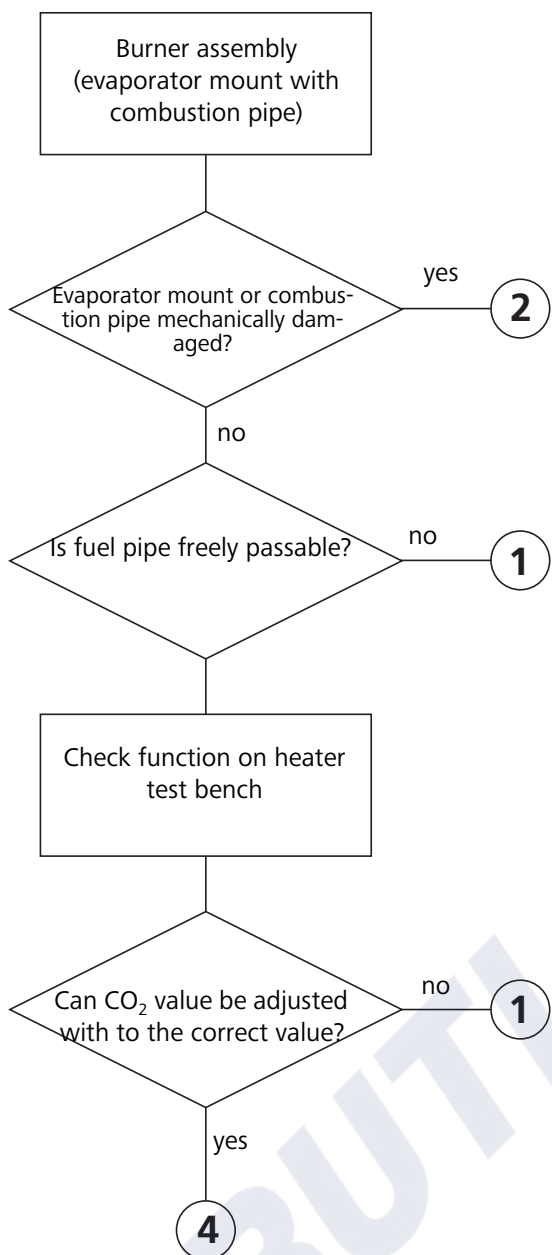 Burner assembly
(evaporator mount with
combustion pipe)
yes
Evaporator mount or combus-
tion pipe mechanically dam-
aged?
2
no
Is fuel pipe freely passable?
no
1
Check function on heater
test bench
Can CO₂ value be adjusted
with to the correct value?
no
1
yes
4